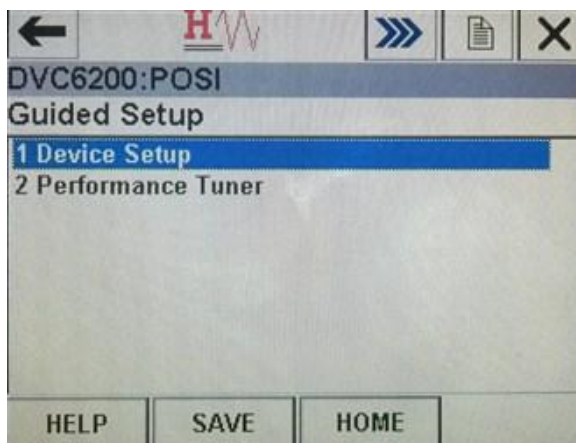 H
DVC6200:POSI
Guided Setup
1 Device Setup
2 Performance Tuner
HELP SAVE HOME